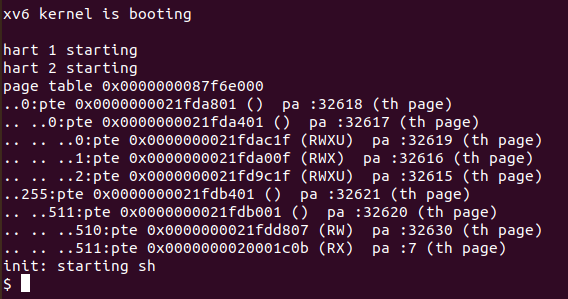 xv6 kernel is booting
hart 1 starting
hart 2 starting
page table 0x0000000087f6e000
..0:pte 0x0000000021fda801 ()  pa :32618 (th page)
.. ..0:pte 0x0000000021fda401 ()  pa :32617 (th page)
.. .. ..0:pte 0x0000000021fdac1f (RWXU)  pa :32619 (th page)
.. .. ..1:pte 0x0000000021fda00f (RWX)  pa :32616 (th page)
.. .. ..2:pte 0x0000000021fd9c1f (RWXU)  pa :32615 (th page)
..255:pte 0x0000000021fdb401 ()  pa :32621 (th page)
.. ..511:pte 0x0000000021fdb001 ()  pa :32620 (th page)
.. .. ..510:pte 0x0000000021fdd807 (RW)  pa :32630 (th page)
.. .. ..511:pte 0x0000000020001c0b (RX)  pa :7 (th page)
init: starting sh
$